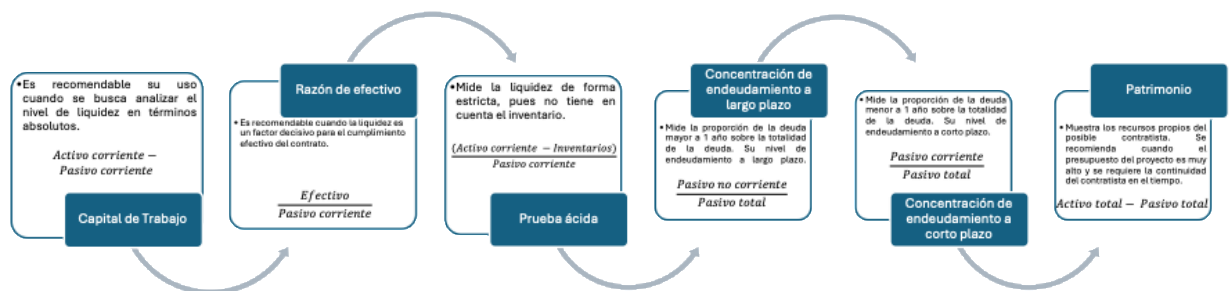 •Es recomendable su uso
cuando se busca analizar el
nivel de liquidez en términos
absolutos.
Activo corriente −
Pasivo corriente
Capital de Trabajo
Razón de efectivo
• Es recomendable cuando la liquidez es
un factor decisivo para el cumplimiento
efectivo del contrato.
Efectivo
Pasivo corriente
•Mide la liquidez de forma
estricta, pues no tiene en
cuenta el inventario.
(Activo corriente − Inventarios)
Pasivo corriente
Prueba ácida
Concentración de
endeudamiento a
largo plazo
•Mide la proporción de la deuda
mayor a 1 año sobre la totalidad
de la deuda. Su nivel de
endeudamiento a largo plazo.
Pasivo no corriente
Pasivo total
• Mide la proporción de la deuda
menor a 1 año sobre la totalidad
de la deuda. Su nivel de
endeudamiento a corto plazo.
Pasivo corriente
Pasivo total
Concentración de
endeudamiento a
corto plazo
Patrimonio
•Muestra los recursos propios del
posible contratista. Se
recomienda cuando el
presupuesto del proyecto es muy
alto y se requiere la continuidad
del contratista en el tiempo.
Activo total − Pasivo total